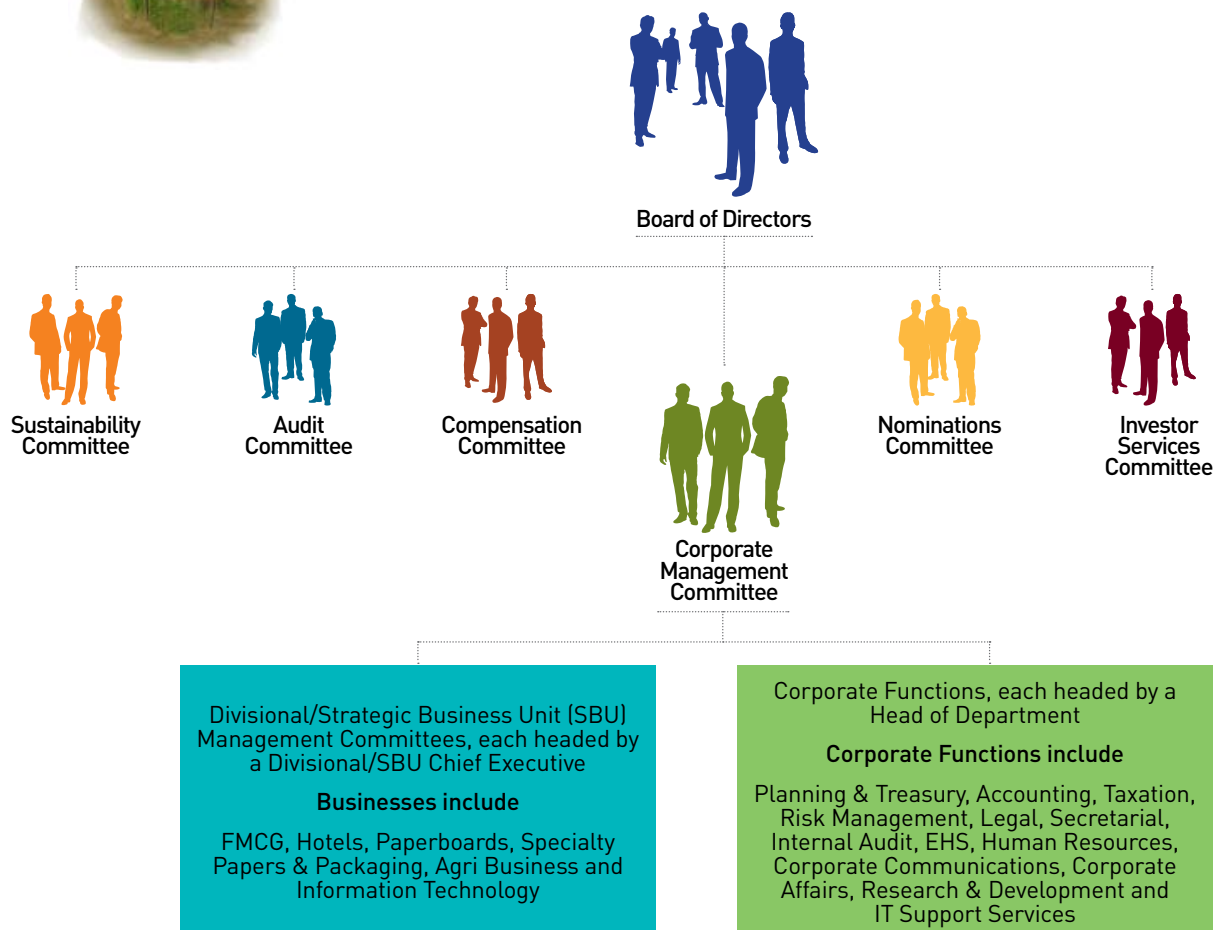 Board of Directors
Sustainability
Committee
Audit
Committee
Compensation
Committee
Nominations
Committee
Investor
Services
Committee
Corporate
Management
Committee
Divisional/Strategic Business Unit (SBU)
Management Committees, each headed by
a Divisional/SBU Chief Executive
Businesses include
FMCG, Hotels, Paperboards, Specialty
Papers & Packaging, Agri Business and
Information Technology
Corporate Functions, each headed by a
Head of Department
Corporate Functions include
Planning & Treasury, Accounting, Taxation,
Risk Management, Legal, Secretarial,
Internal Audit, EHS, Human Resources,
Corporate Communications, Corporate
Affairs, Research & Development and
IT Support Services